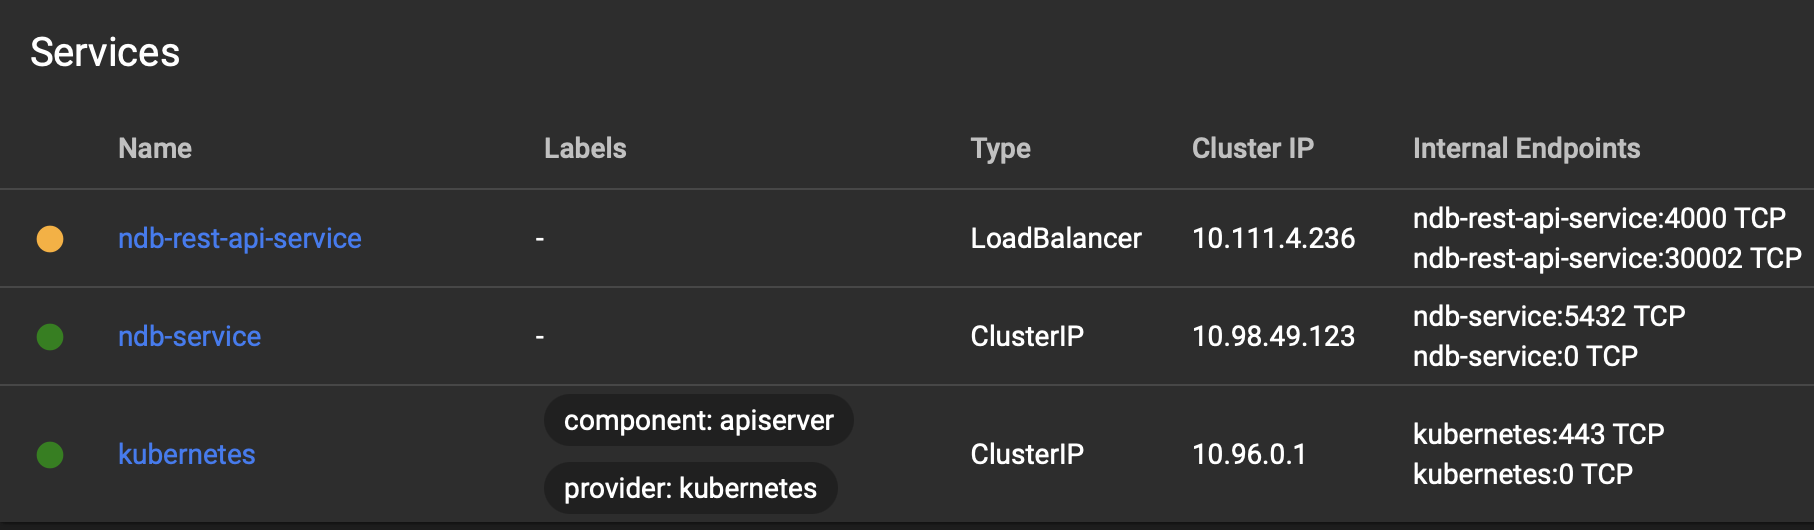 Services
Name Labels Type Cluster IP Internal Endpoints
ndb-rest-api-service - LoadBalancer 10.111.4.236 ndb-rest-api-service:4000 TCP
ndb-rest-api-service:30002 TCP
ndb-service - ClusterIP 10.98.49.123 ndb-service:5432 TCP
ndb-service:0 TCP
kubernetes component: apiserver ClusterIP 10.96.0.1 kubernetes:443 TCP
provider: kubernetes kubernetes:0 TCP